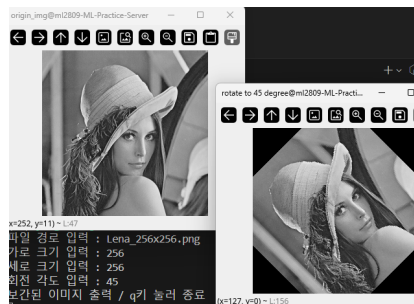 origin_img@ml2809-ML-Practice-Server
rotate to 45 degree@ml2809-ML-Practi...
(x=252, y=11) ~ L:47
파일 경로 입력 : Lena_256x256.png
가로 크기 입력 : 256
세로 크기 입력 : 256
회전 각도 입력 : 45
보간된 이미지 출력 / q키 눌러 종료
(x=127, y=0) ~ L:156